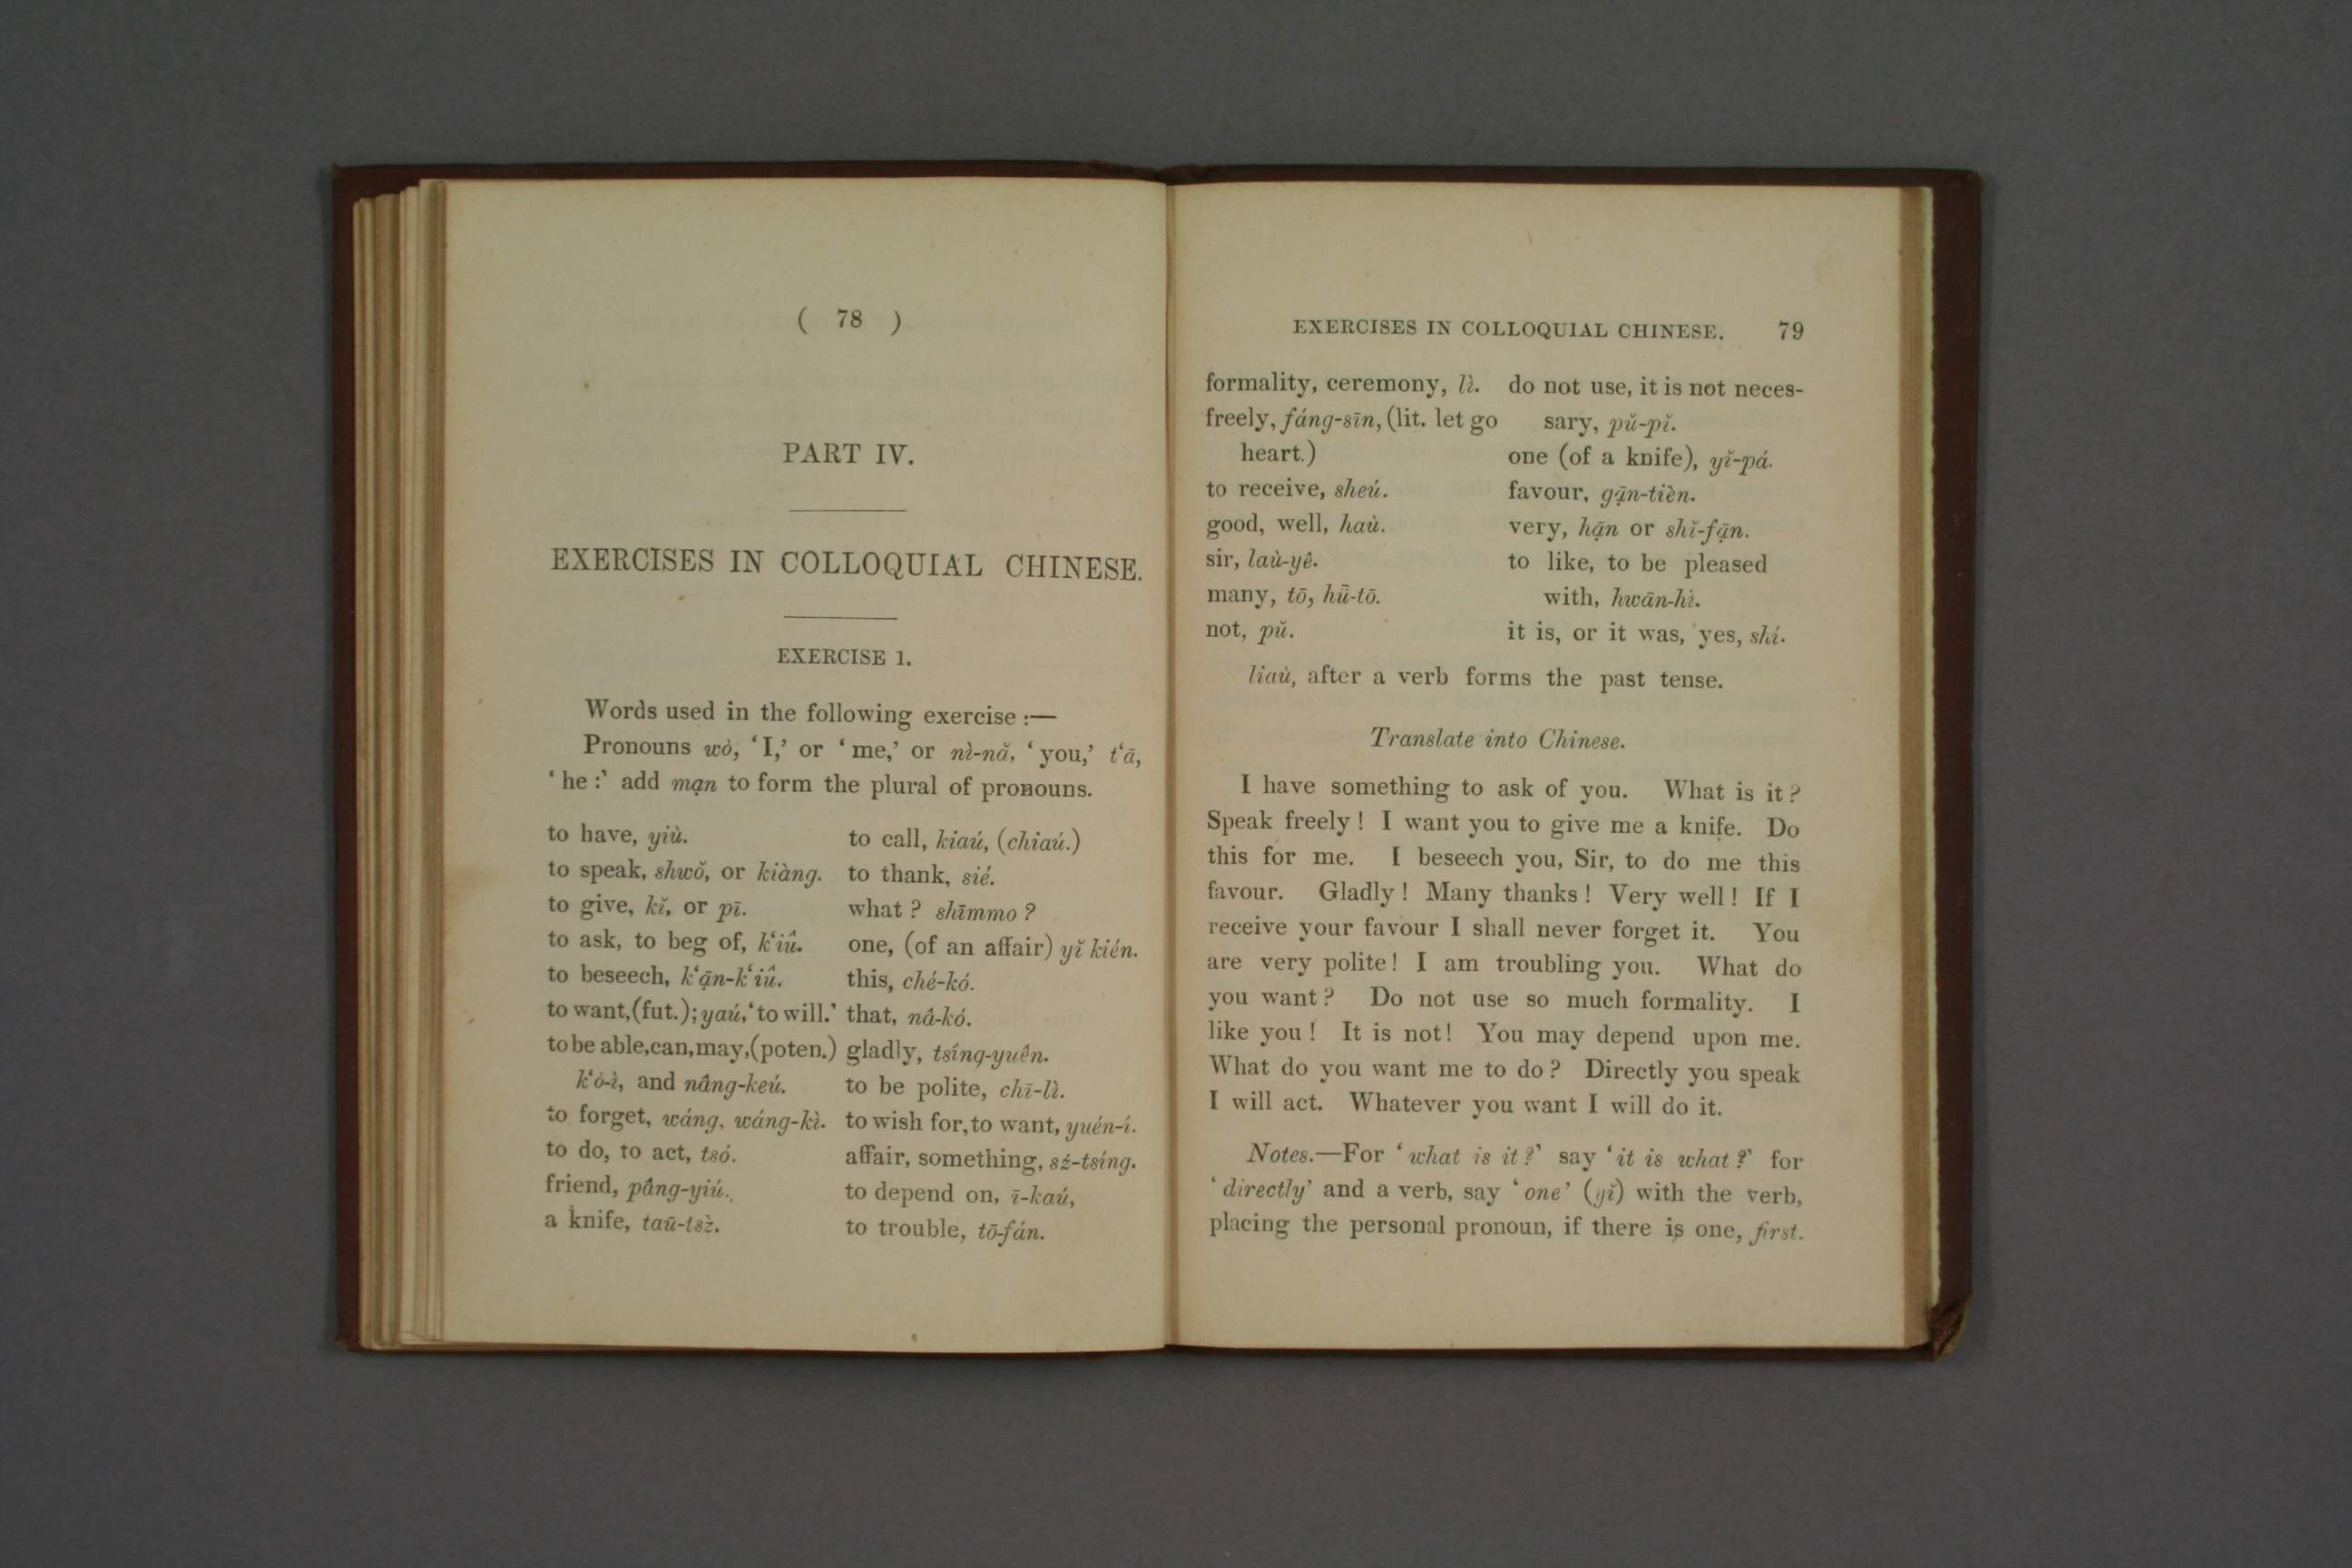 ( 78 )
PART IV.
EXERCISES IN COLLOQUIAL CHINESE.
EXERCISE 1.
Words used in the following exercise :—
Pronouns wò, ‘I,’ or ‘me,’ or nì-nă, ‘you,’ t‘ā,
‘he :’ add mạn to form the plural of pronouns.
to have, yiù.
to speak, shwŏ, or kiàng.
to give, kĭ, or pī.
to ask, to beg of, k‘iû.
to beseech, k‘ạ̄n-k‘iû.
to want, (fut.); yaú, ‘to will.’
to be able, can, may, (poten.)
k‘ò-ì, and nâng-keú.
to forget, wáng, wáng-kì.
to do, to act, tsó.
friend, pâng-yiú.
a knife, taū-tsz̀.
to call, kiaú, (chiaú.)
to thank, sié.
what ? shīmmo ?
one, (of an affair) yĭ kién.
this, ché-kó.
that, nâ-kó.
gladly, tsíng-yuên.
to be polite, chī-lì.
to wish for, to want, yuén-í.
affair, something, sź-tsíng.
to depend on, ī-kaú,
to trouble, tō-fán.
EXERCISES IN COLLOQUIAL CHINESE. 79
formality, ceremony, lì.
freely, fáng-sīn, (lit. let go
heart.)
to receive, sheú.
good, well, haù.
sir, laù-yê.
many, tō, hǖ-tō.
not, pŭ.
do not use, it is not neces-
sary, pŭ-pĭ.
one (of a knife), yĭ-pá.
favour, gạ̄n-tièn.
very, hạ̄n or shĭ-fạ̄n.
to like, to be pleased
with, hwān-hì.
it is, or it was, yes, shí.
liaù, after a verb forms the past tense.
Translate into Chinese.
I have something to ask of you. What is it ?
Speak freely ! I want you to give me a knife. Do
this for me. I beseech you, Sir, to do me this
favour. Gladly ! Many thanks ! Very well ! If I
receive your favour I shall never forget it. You
are very polite ! I am troubling you. What do
you want ? Do not use so much formality. I
like you ! It is not ! You may depend upon me.
What do you want me to do ? Directly you speak
I will act. Whatever you want I will do it.
Notes.—For ‘what is it ?’ say ‘it is what ?’ for
‘directly’ and a verb, say ‘one’ (yĭ) with the verb,
placing the personal pronoun, if there is one, first.